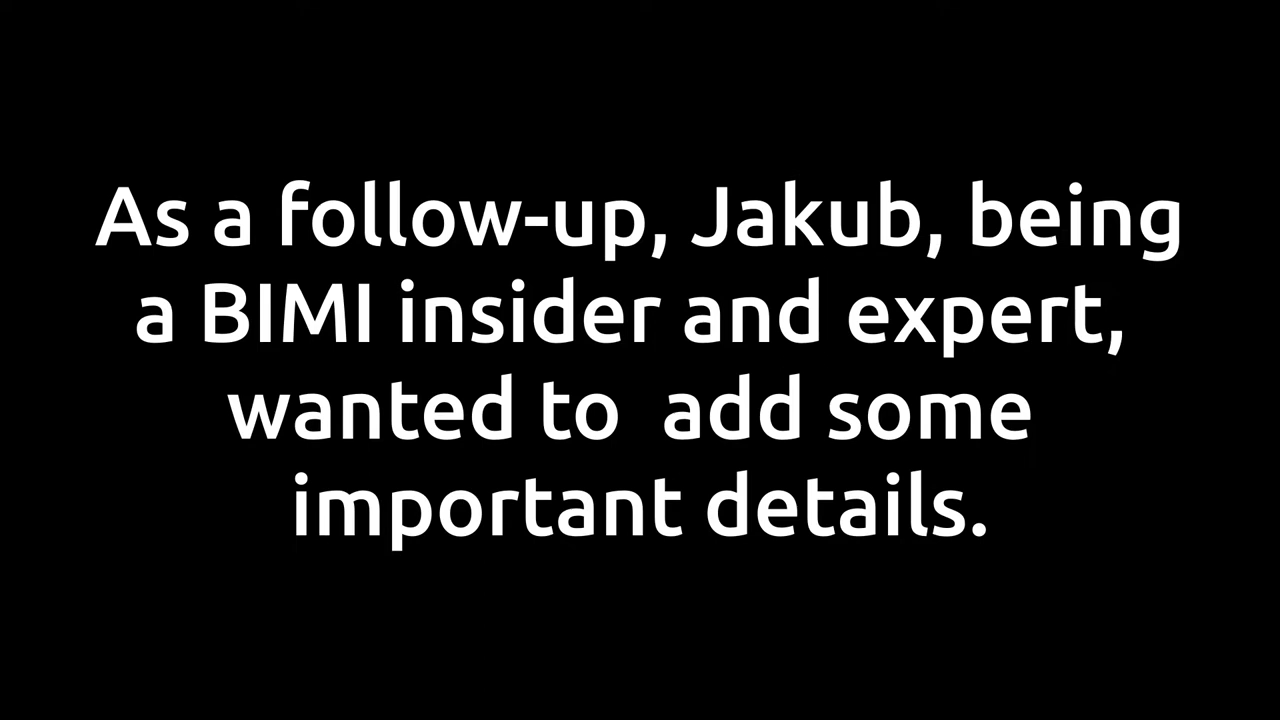 As a follow-up, Jakub, being
a BIMI insider and expert,
wanted to  add some
important details.